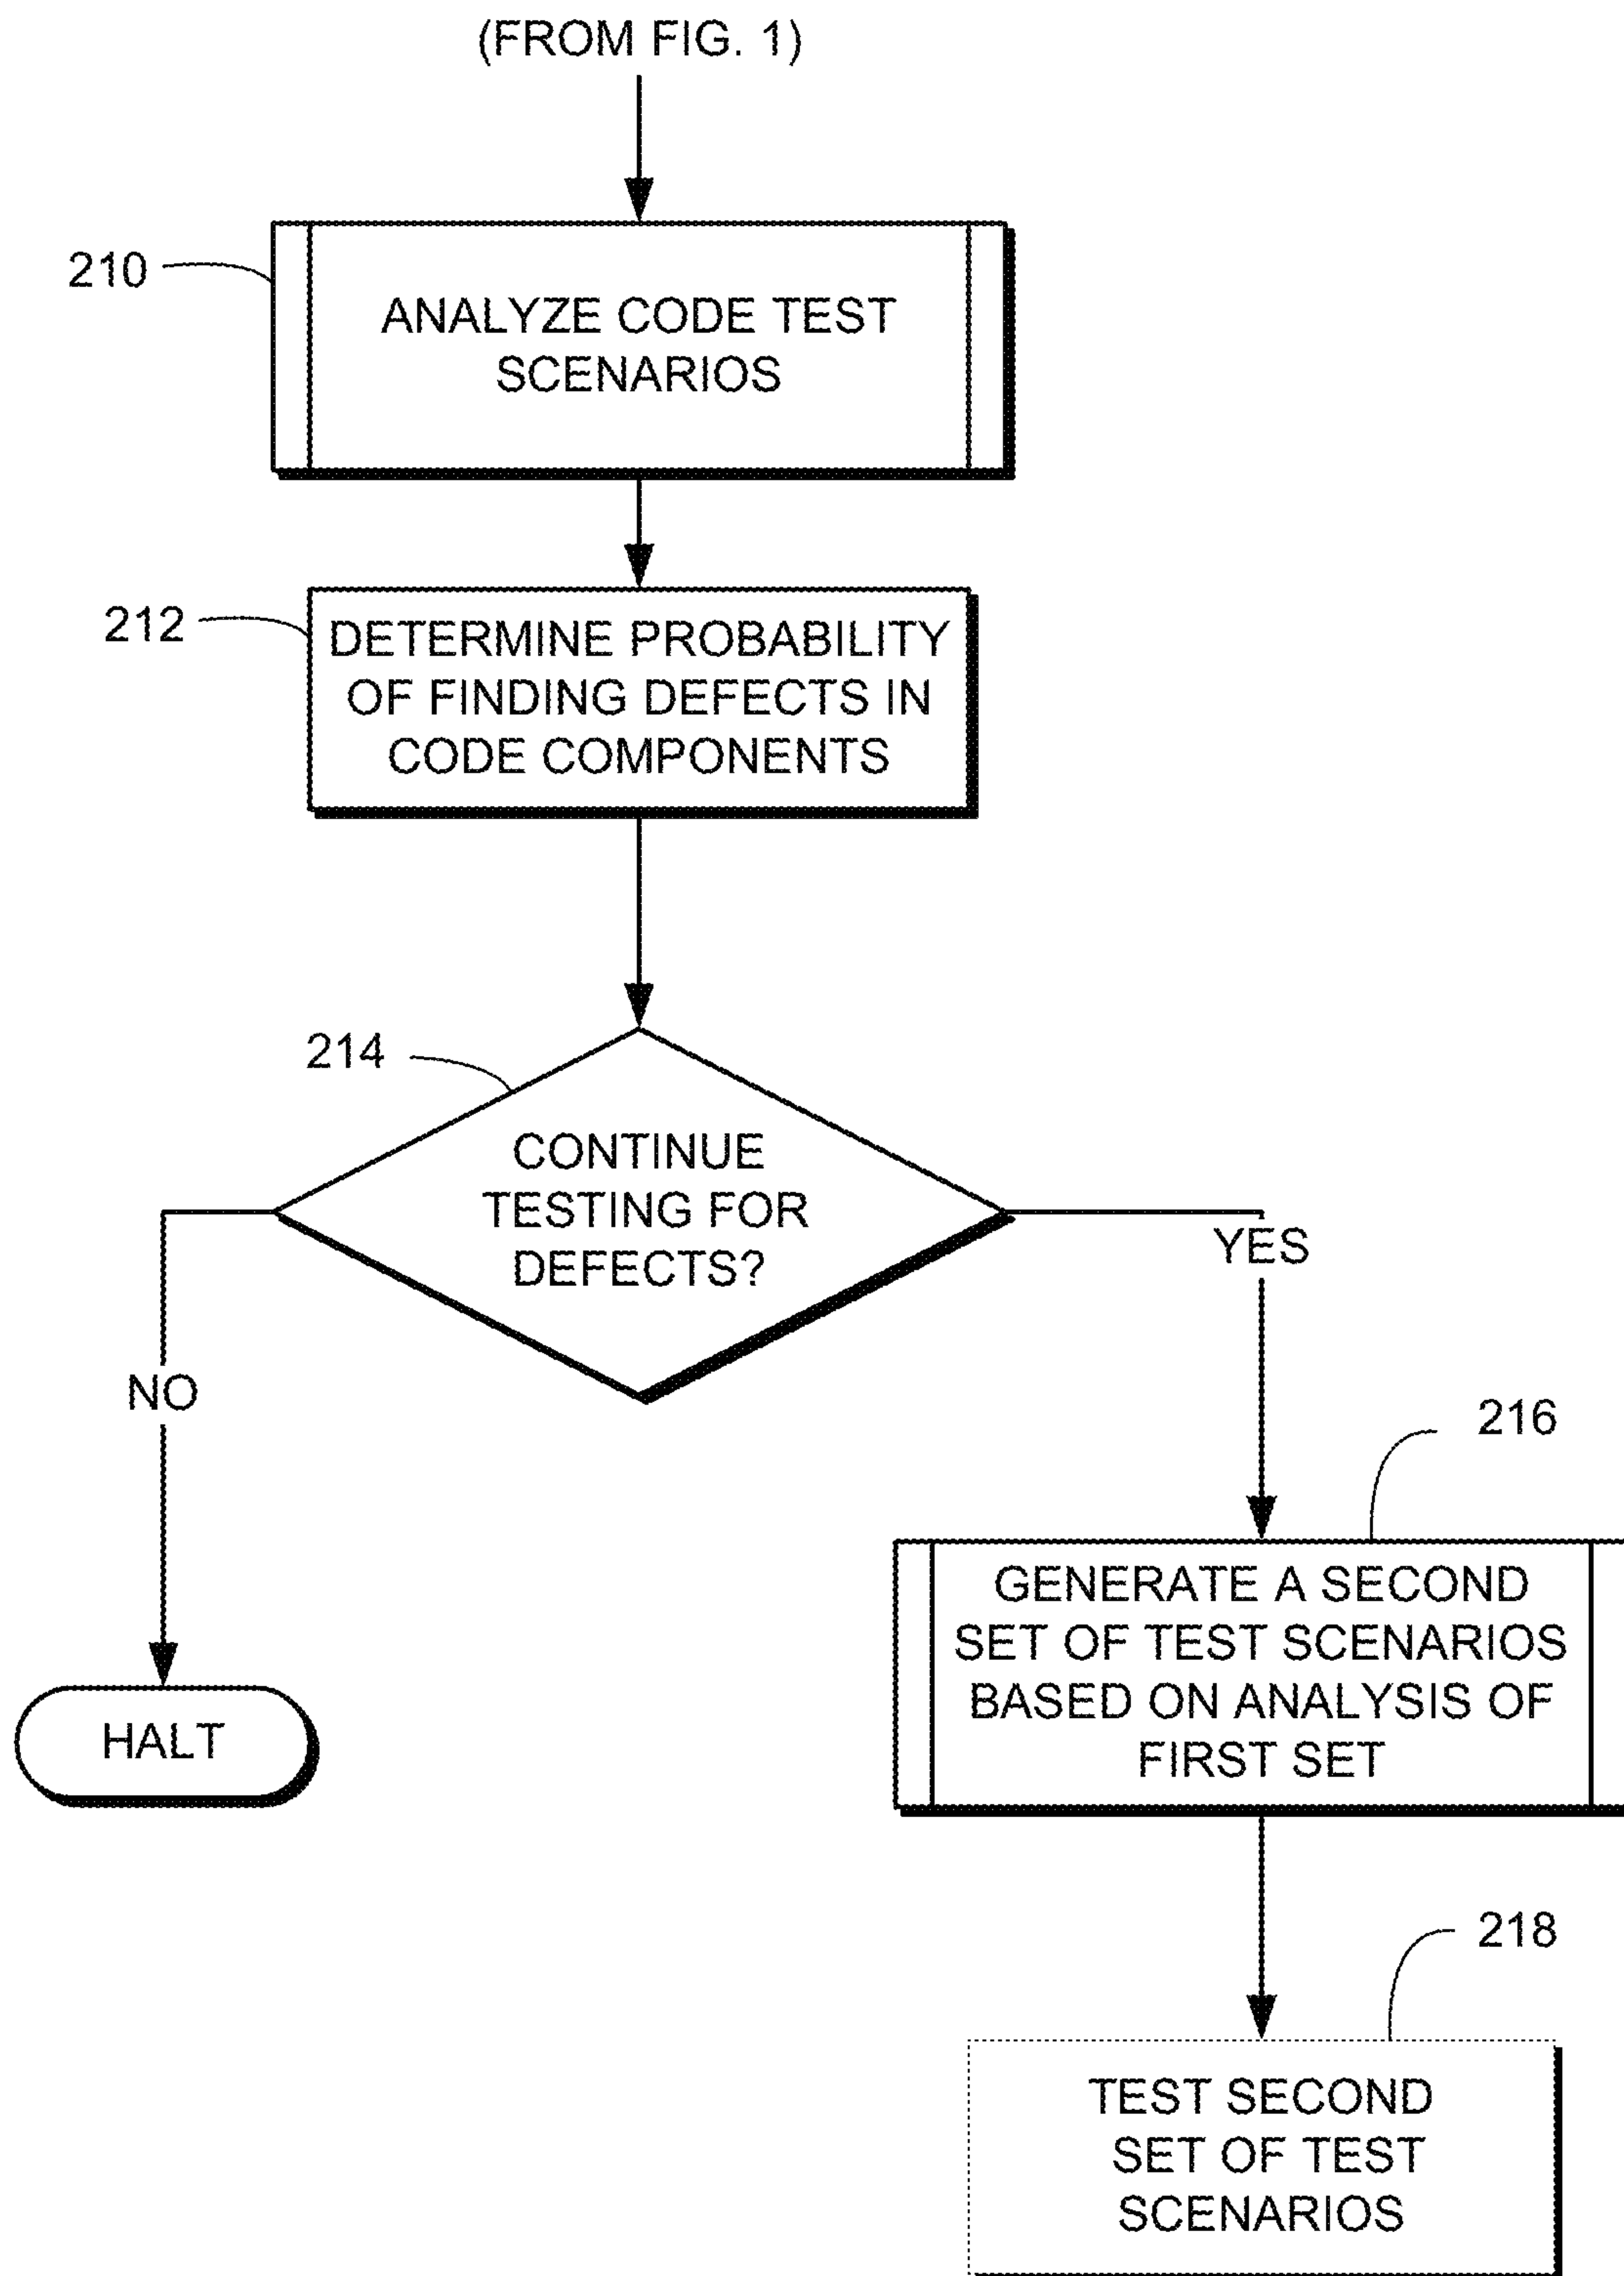 (FROM FIG. 1)
210
ANALYZE CODE TEST
SCENARIOS
212
DETERMINE PROBABILITY
OF FINDING DEFECTS IN
CODE COMPONENTS
214
CONTINUE
TESTING FOR
DEFECTS?
YES
NO
216
GENERATE A SECOND
SET OF TEST SCENARIOS
BASED ON ANALYSIS OF
FIRST SET
HALT
218
TEST SECOND
SET OF TEST
SCENARIOS